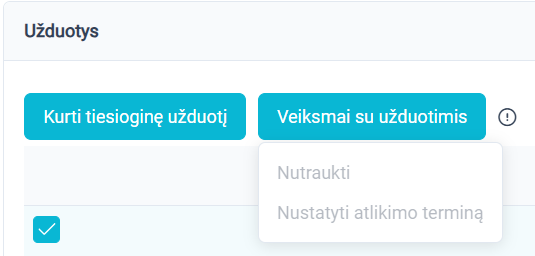 Užduotys
Kurti tiesioginę užduotį
Veiksmai su užduotimis
Nutraukti
Nustatyti atlikimo terminą